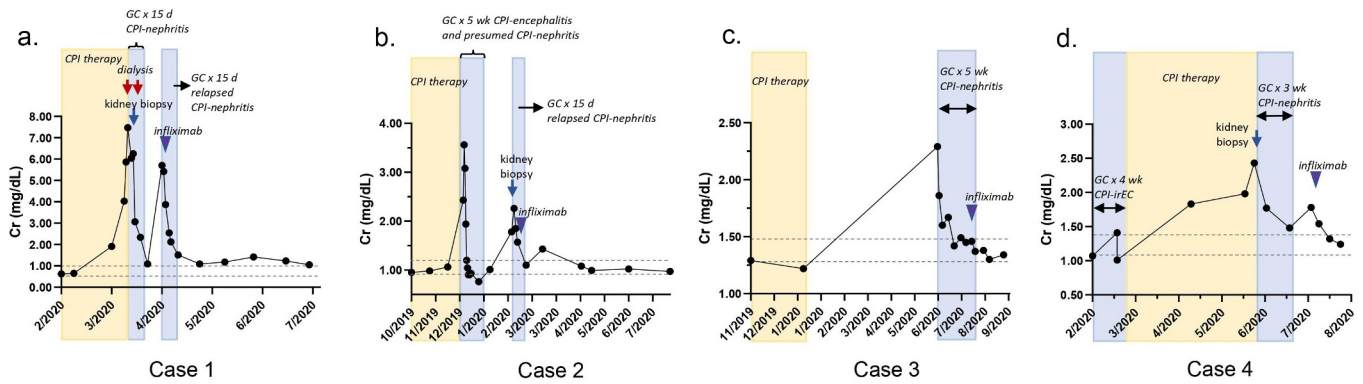 a.
GC x 15 d
CPI-nephritis
CPI therapy
dialysis
kidney biopsy
GC x 15 d
relapsed
CPI-nephritis
infliximab
Cr (mg/dL)
8.00
7.00
6.00
5.00
4.00
3.00
2.00
1.00
0.00
2/2020
3/2020
4/2020
5/2020
6/2020
7/2020
Case 1
b.
GC x 5 wk CPI-encephalitis
and presumed CPI-nephritis
CPI therapy
GC x 15 d
relapsed CPI-nephritis
kidney
biopsy
infliximab
Cr (mg/dL)
4.00
3.00
2.00
1.00
10/2019
11/2019
12/2019
1/2020
2/2020
3/2020
4/2020
5/2020
6/2020
7/2020
Case 2
c.
CPI therapy
GC x 5 wk
CPI-nephritis
infliximab
Cr (mg/dL)
2.50
2.00
1.50
1.00
11/2019
12/2019
1/2020
1/2020
2/2020
3/2020
4/2020
5/2020
6/2020
7/2020
8/2020
9/2020
Case 3
d.
CPI therapy
GC x 3 wk
CPI-nephritis
kidney
biopsy
infliximab
GC x 4 wk
CPI-irEC
Cr (mg/dL)
3.00
2.50
2.00
1.50
1.00
0.50
2/2020
3/2020
4/2020
5/2020
6/2020
7/2020
8/2020
Case 4